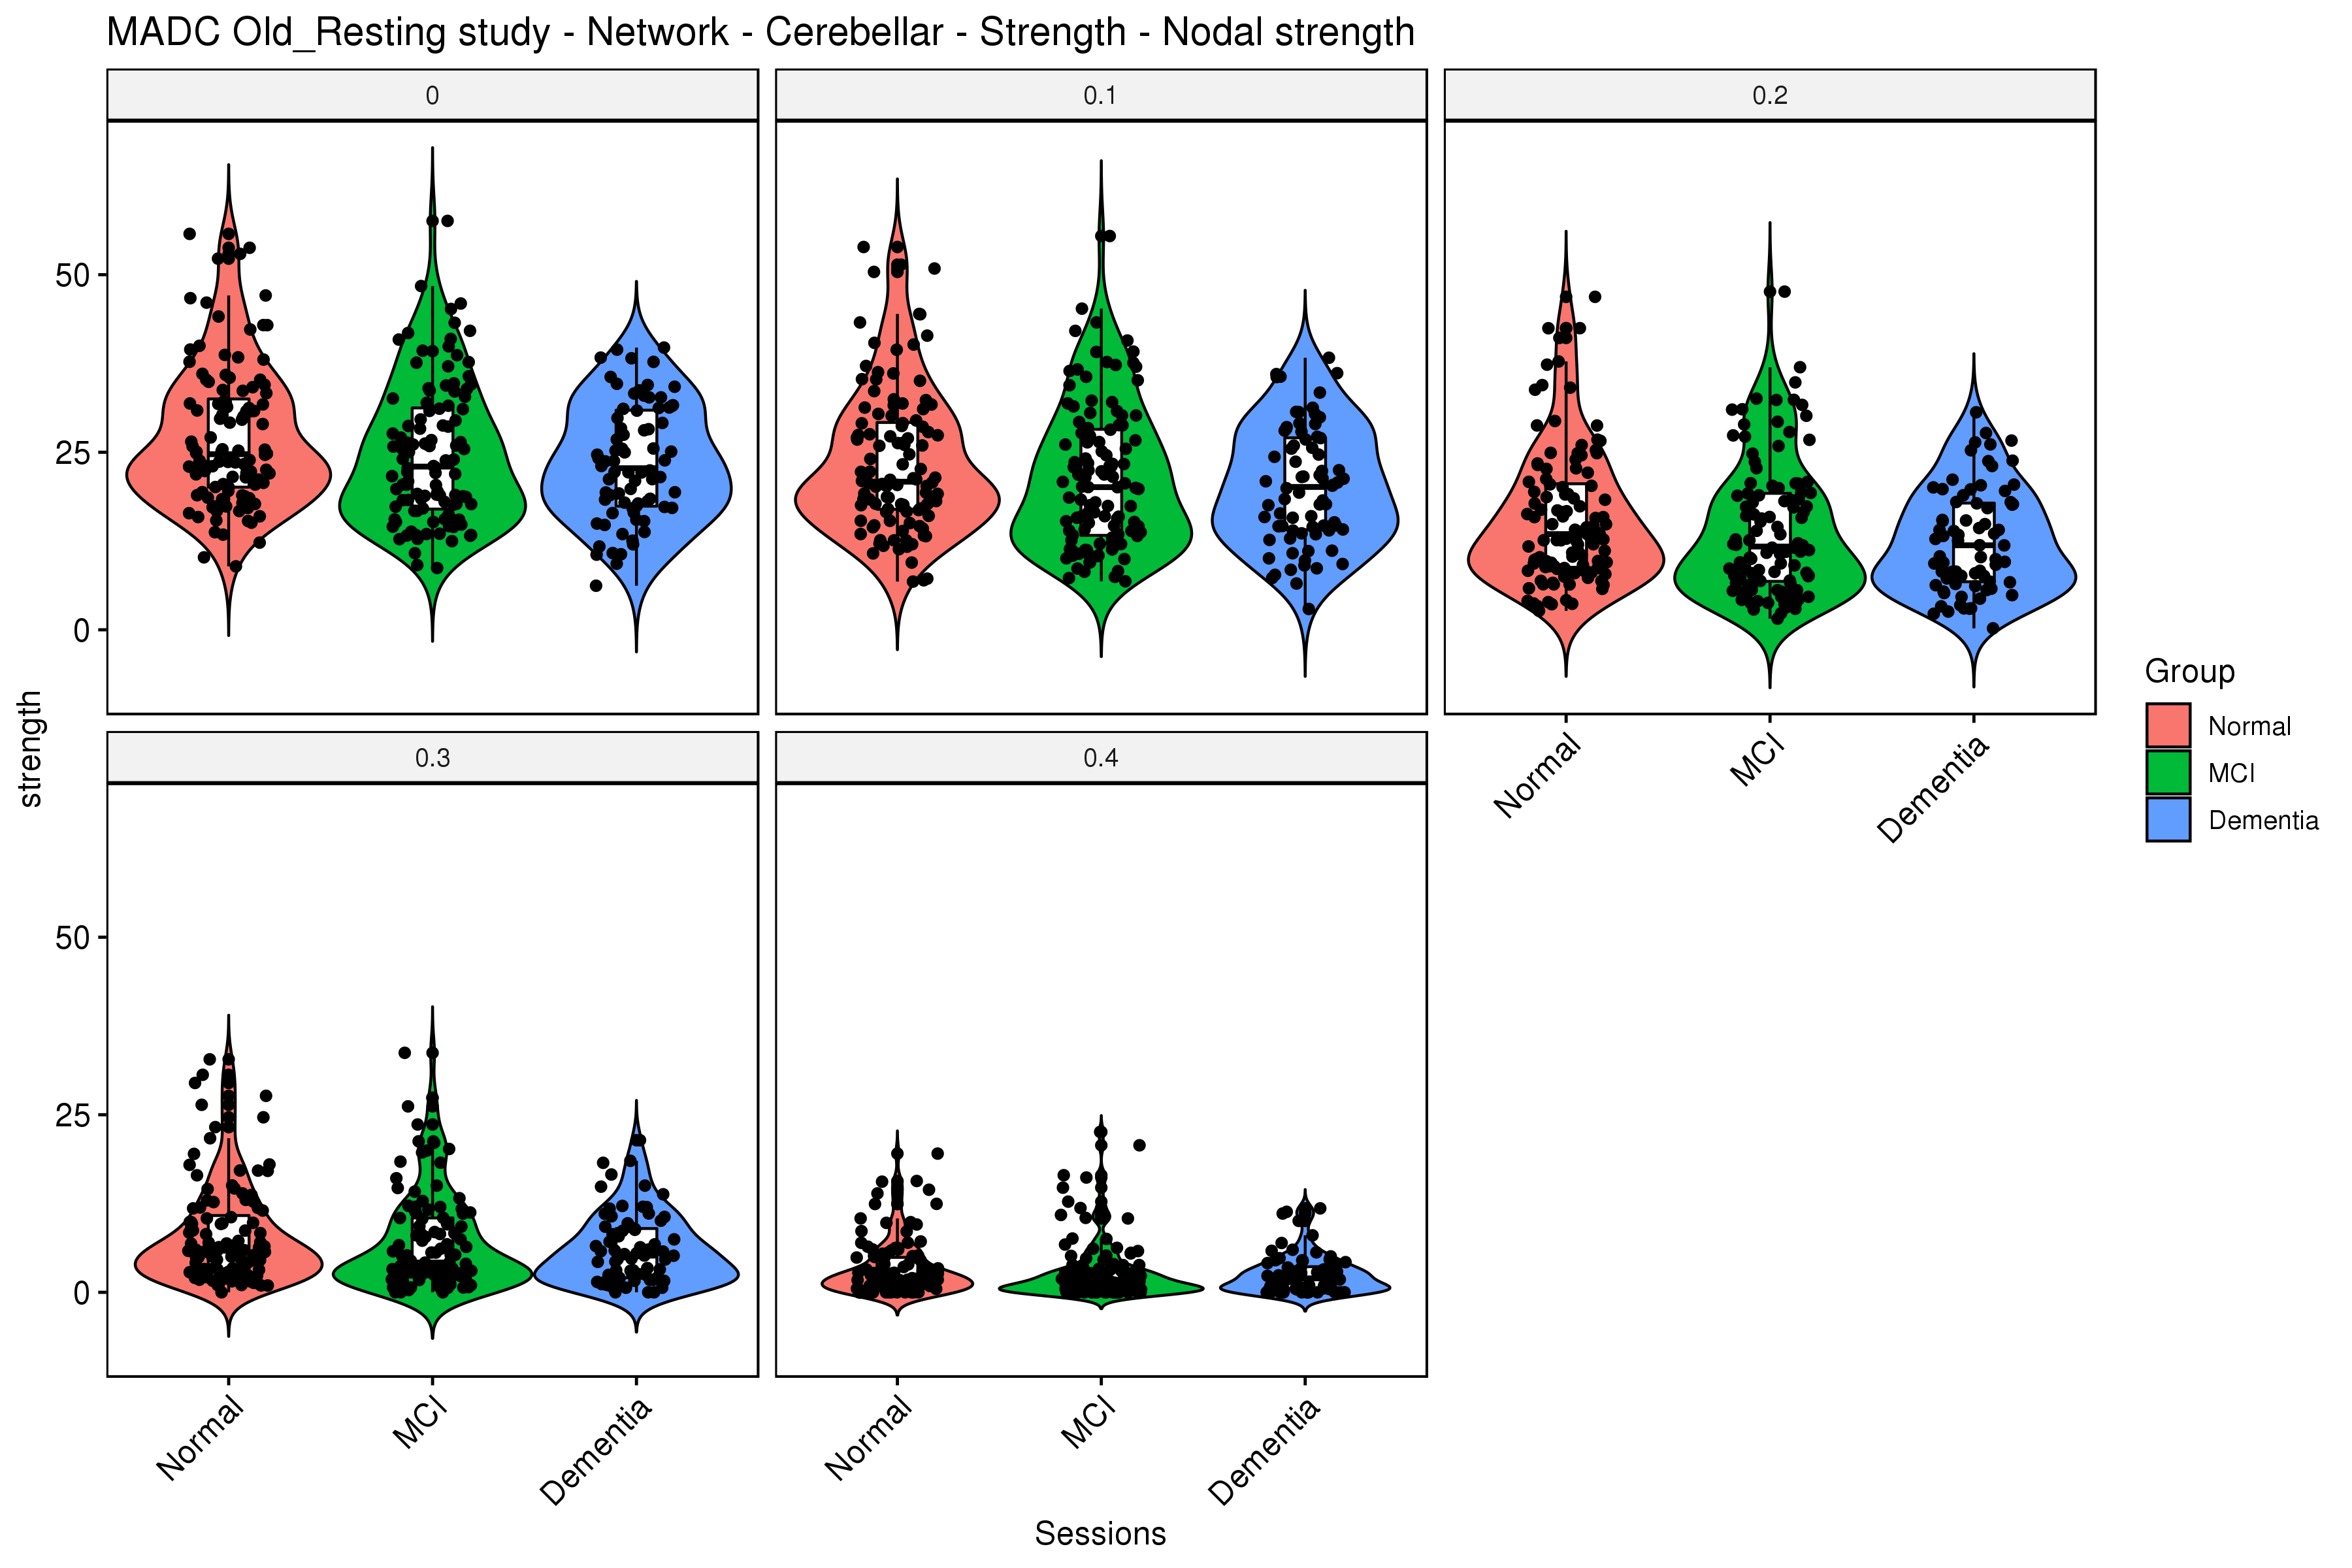 MADC Old_Resting study - Network - Cerebellar - Strength - Nodal strength
0
0.1
0.2
50
25
0
Normal
MCI
Dementia
strength
Group
Normal
MCI
Dementia
0.3
0.4
50
25
0
Normal
MCI
Dementia
Normal
MCI
Dementia
Sessions